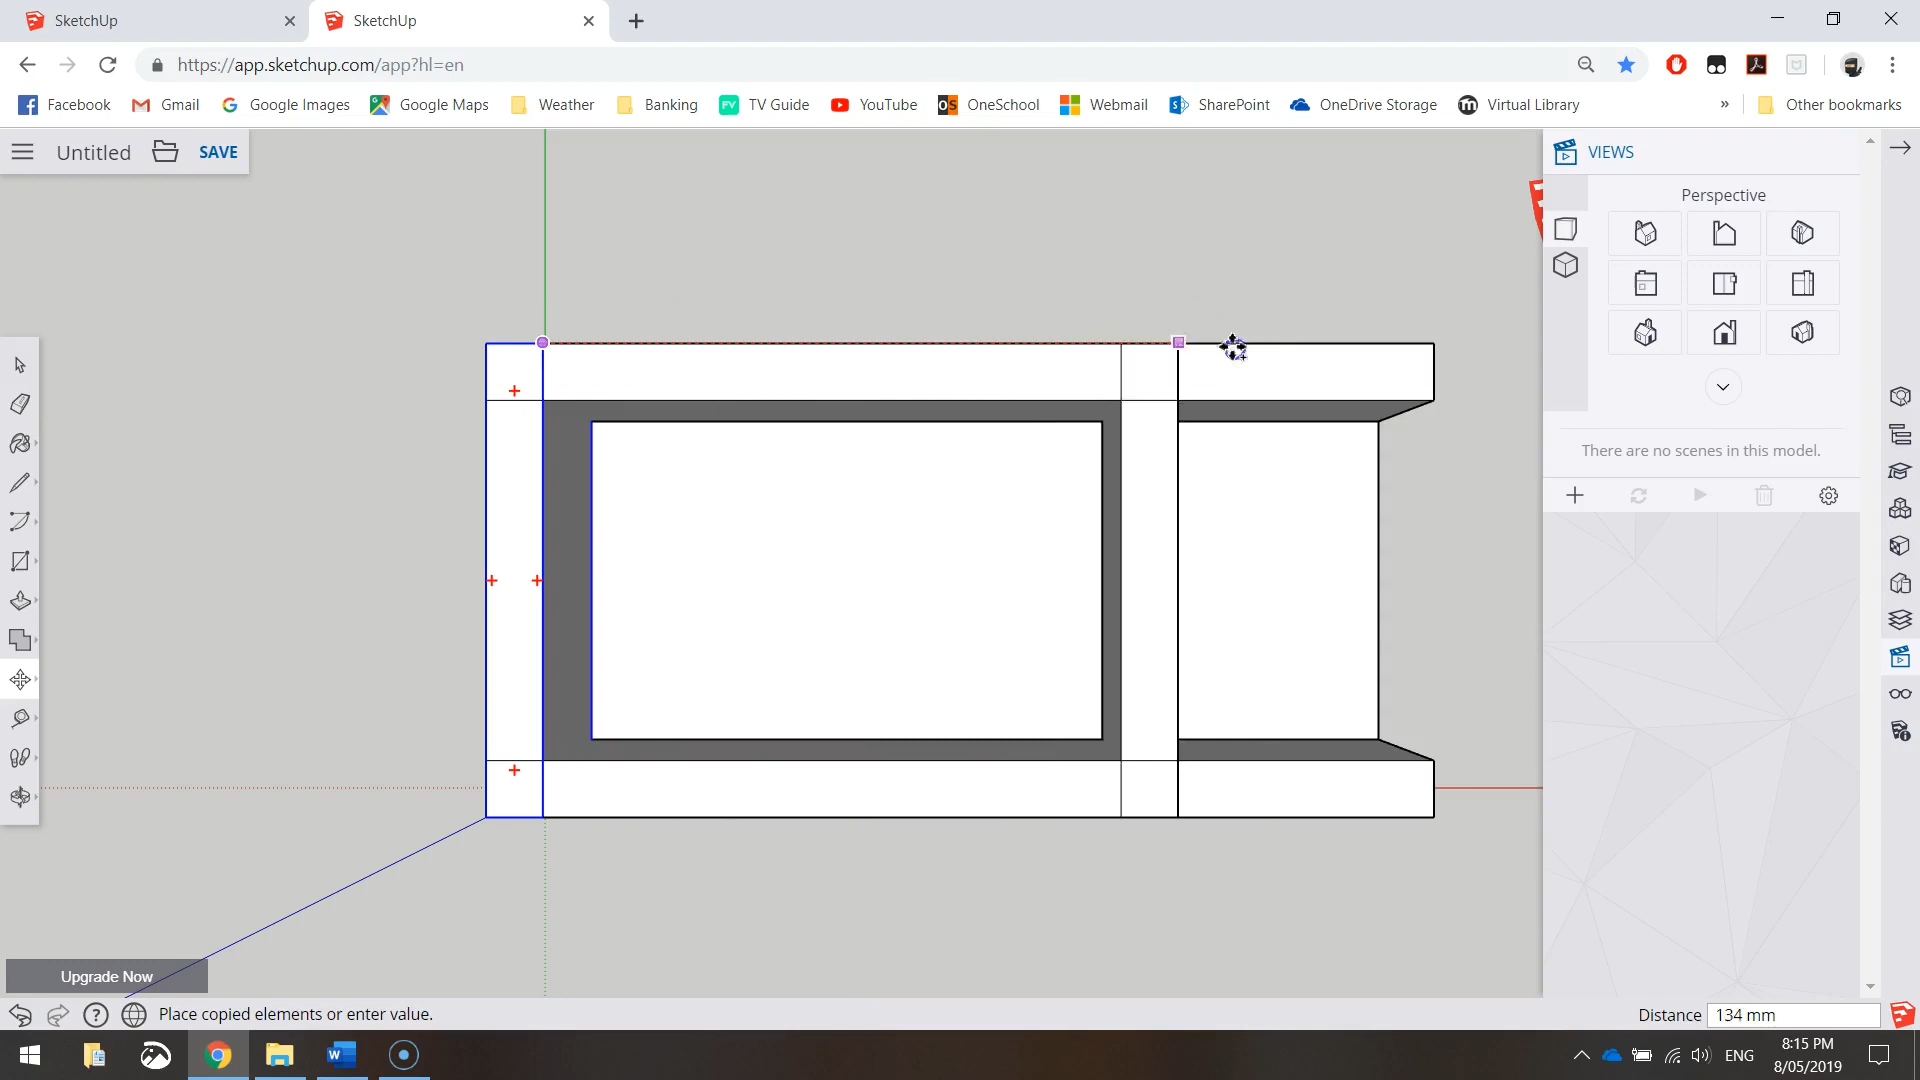 SketchUp
SketchUp
https://app.sketchup.com/app?hl=en
Facebook
Gmail
Google Images
Google Maps
Weather
Banking
FV TV Guide
YouTube
OS OneSchool
Webmail
SharePoint
OneDrive Storage
Virtual Library
»
Other bookmarks
Untitled
SAVE
VIEWS
Perspective
There are no scenes in this model.
Upgrade Now
Place copied elements or enter value.
Distance 134 mm
ENG
8:15 PM
8/05/2019